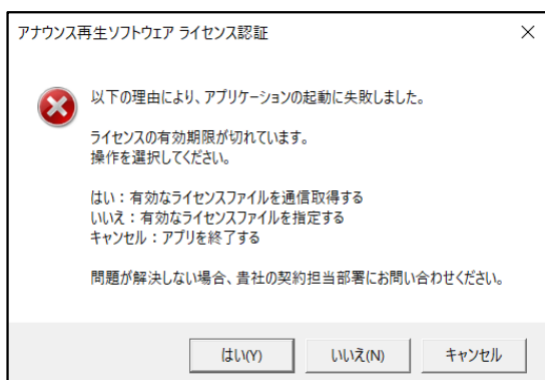 アナウンス再生ソフトウェア ライセンス認証
以下の理由により、アプリケーションの起動に失敗しました。
ライセンスの有効期限が切れています。
操作を選択してください。
はい：有効なライセンスファイルを通信取得する
いいえ：有効なライセンスファイルを指定する
キャンセル：アプリを終了する
問題が解決しない場合、貴社の契約担当部署にお問い合わせください。
はい(Y)
いいえ(N)
キャンセル